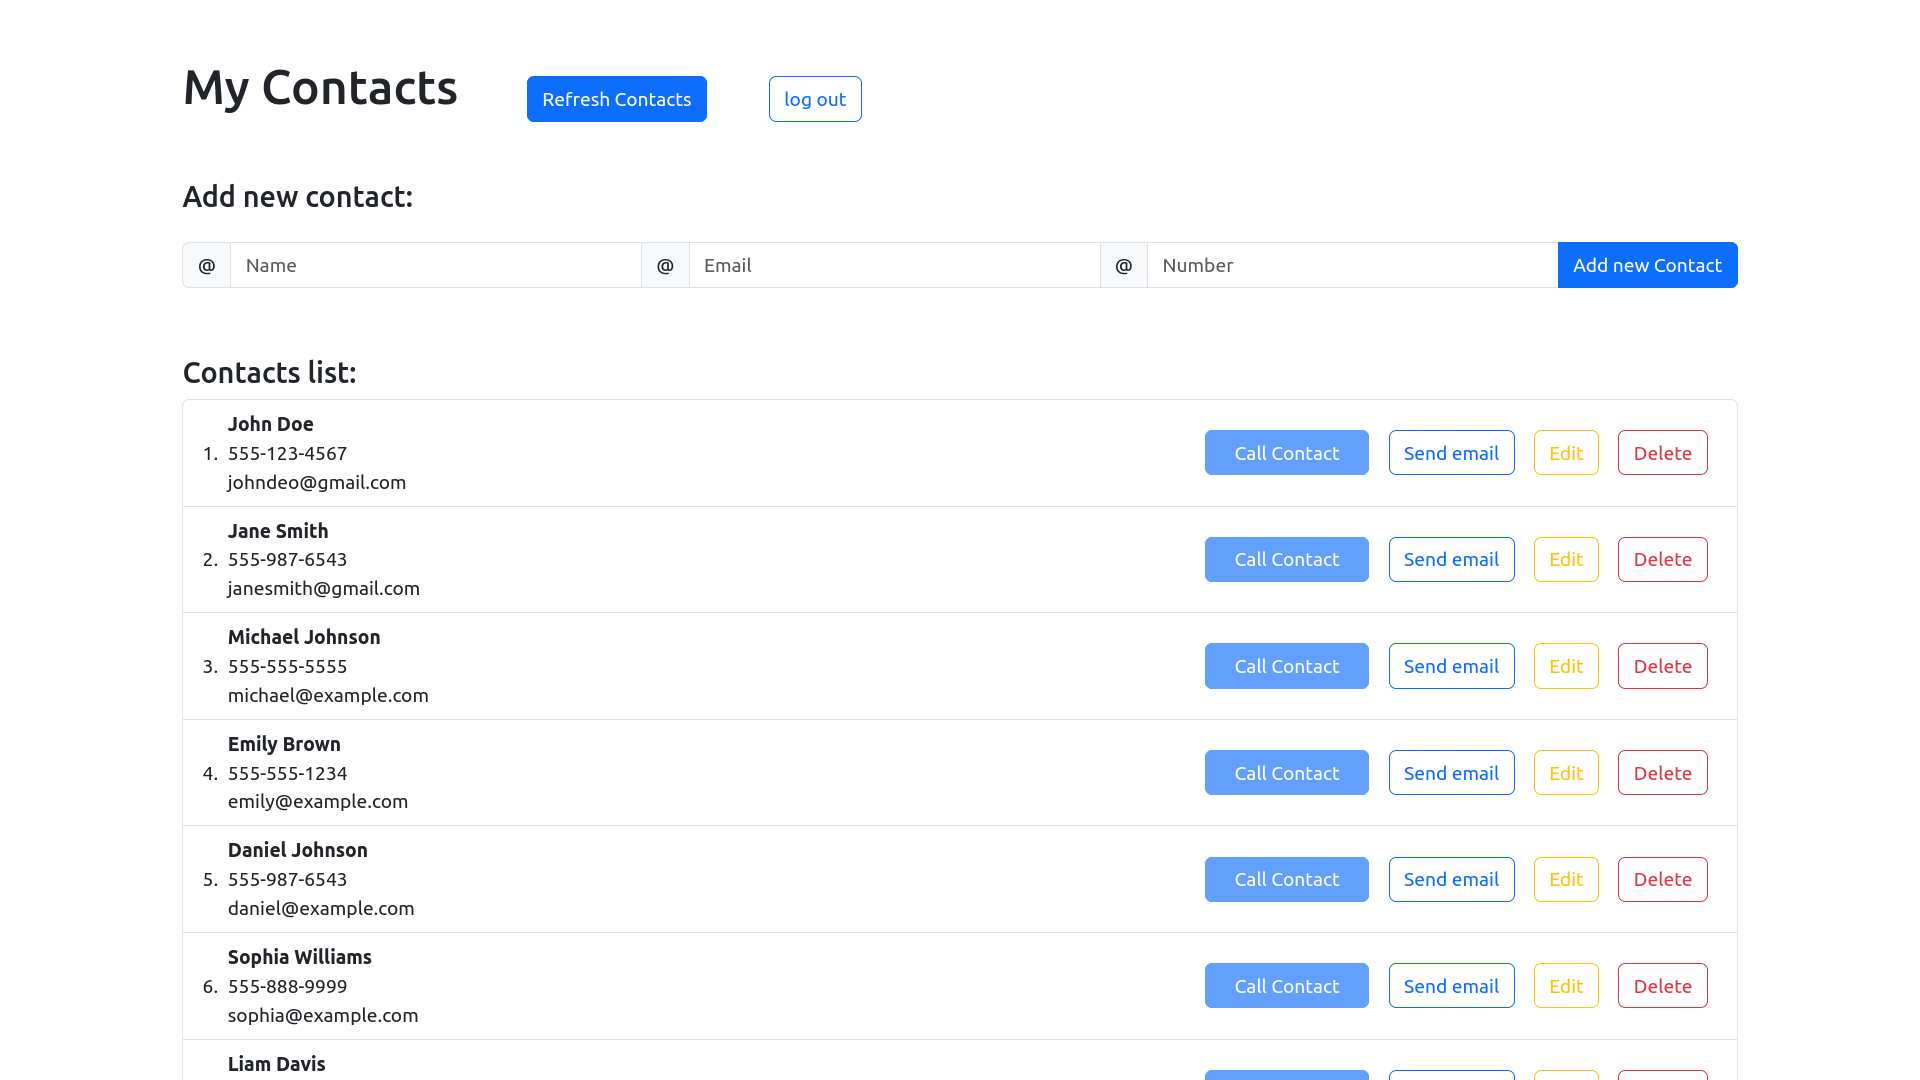 My Contacts
Refresh Contacts
log out
Add new contact:
@ Name @ Email @ Number Add new Contact
Contacts list:
John Doe
1. 555-123-4567
johndeo@gmail.com
Call Contact Send email Edit Delete
Jane Smith
2. 555-987-6543
janesmith@gmail.com
Call Contact Send email Edit Delete
Michael Johnson
3. 555-555-5555
michael@example.com
Call Contact Send email Edit Delete
Emily Brown
4. 555-555-1234
emily@example.com
Call Contact Send email Edit Delete
Daniel Johnson
5. 555-987-6543
daniel@example.com
Call Contact Send email Edit Delete
Sophia Williams
6. 555-888-9999
sophia@example.com
Call Contact Send email Edit Delete
Liam Davis